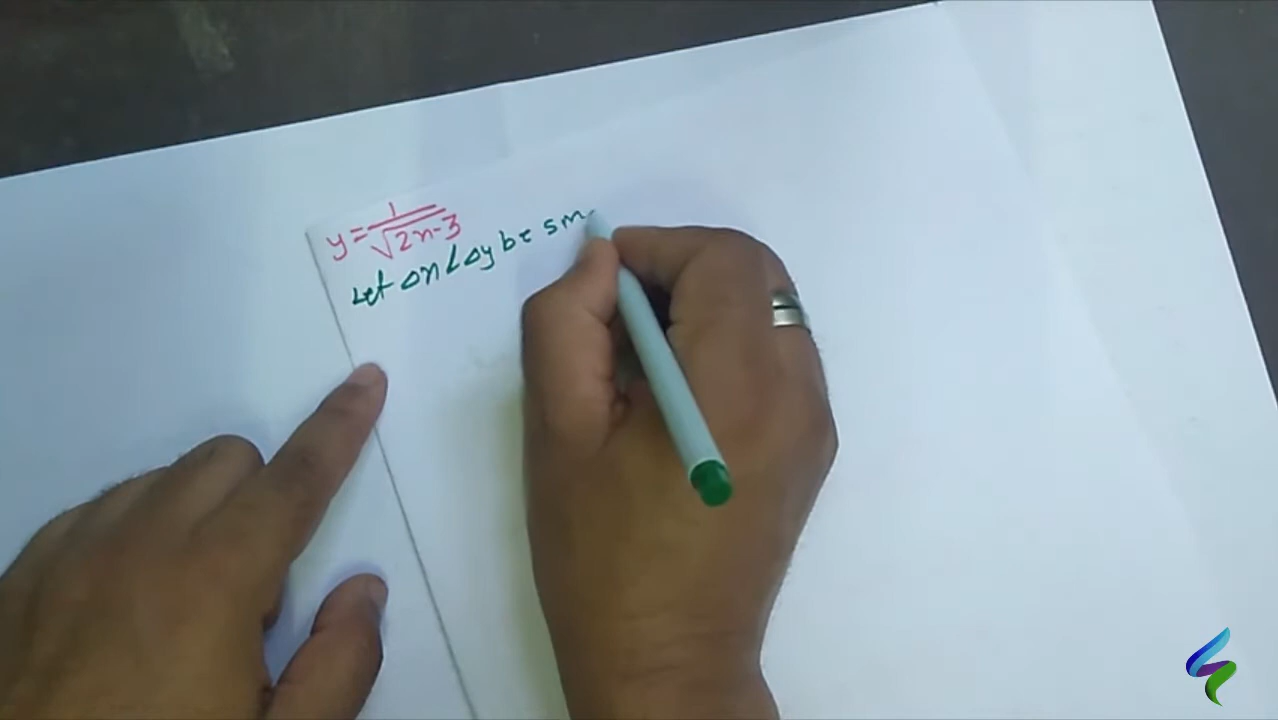 y = 1/√2x-3
Let Δx & Δy be sm